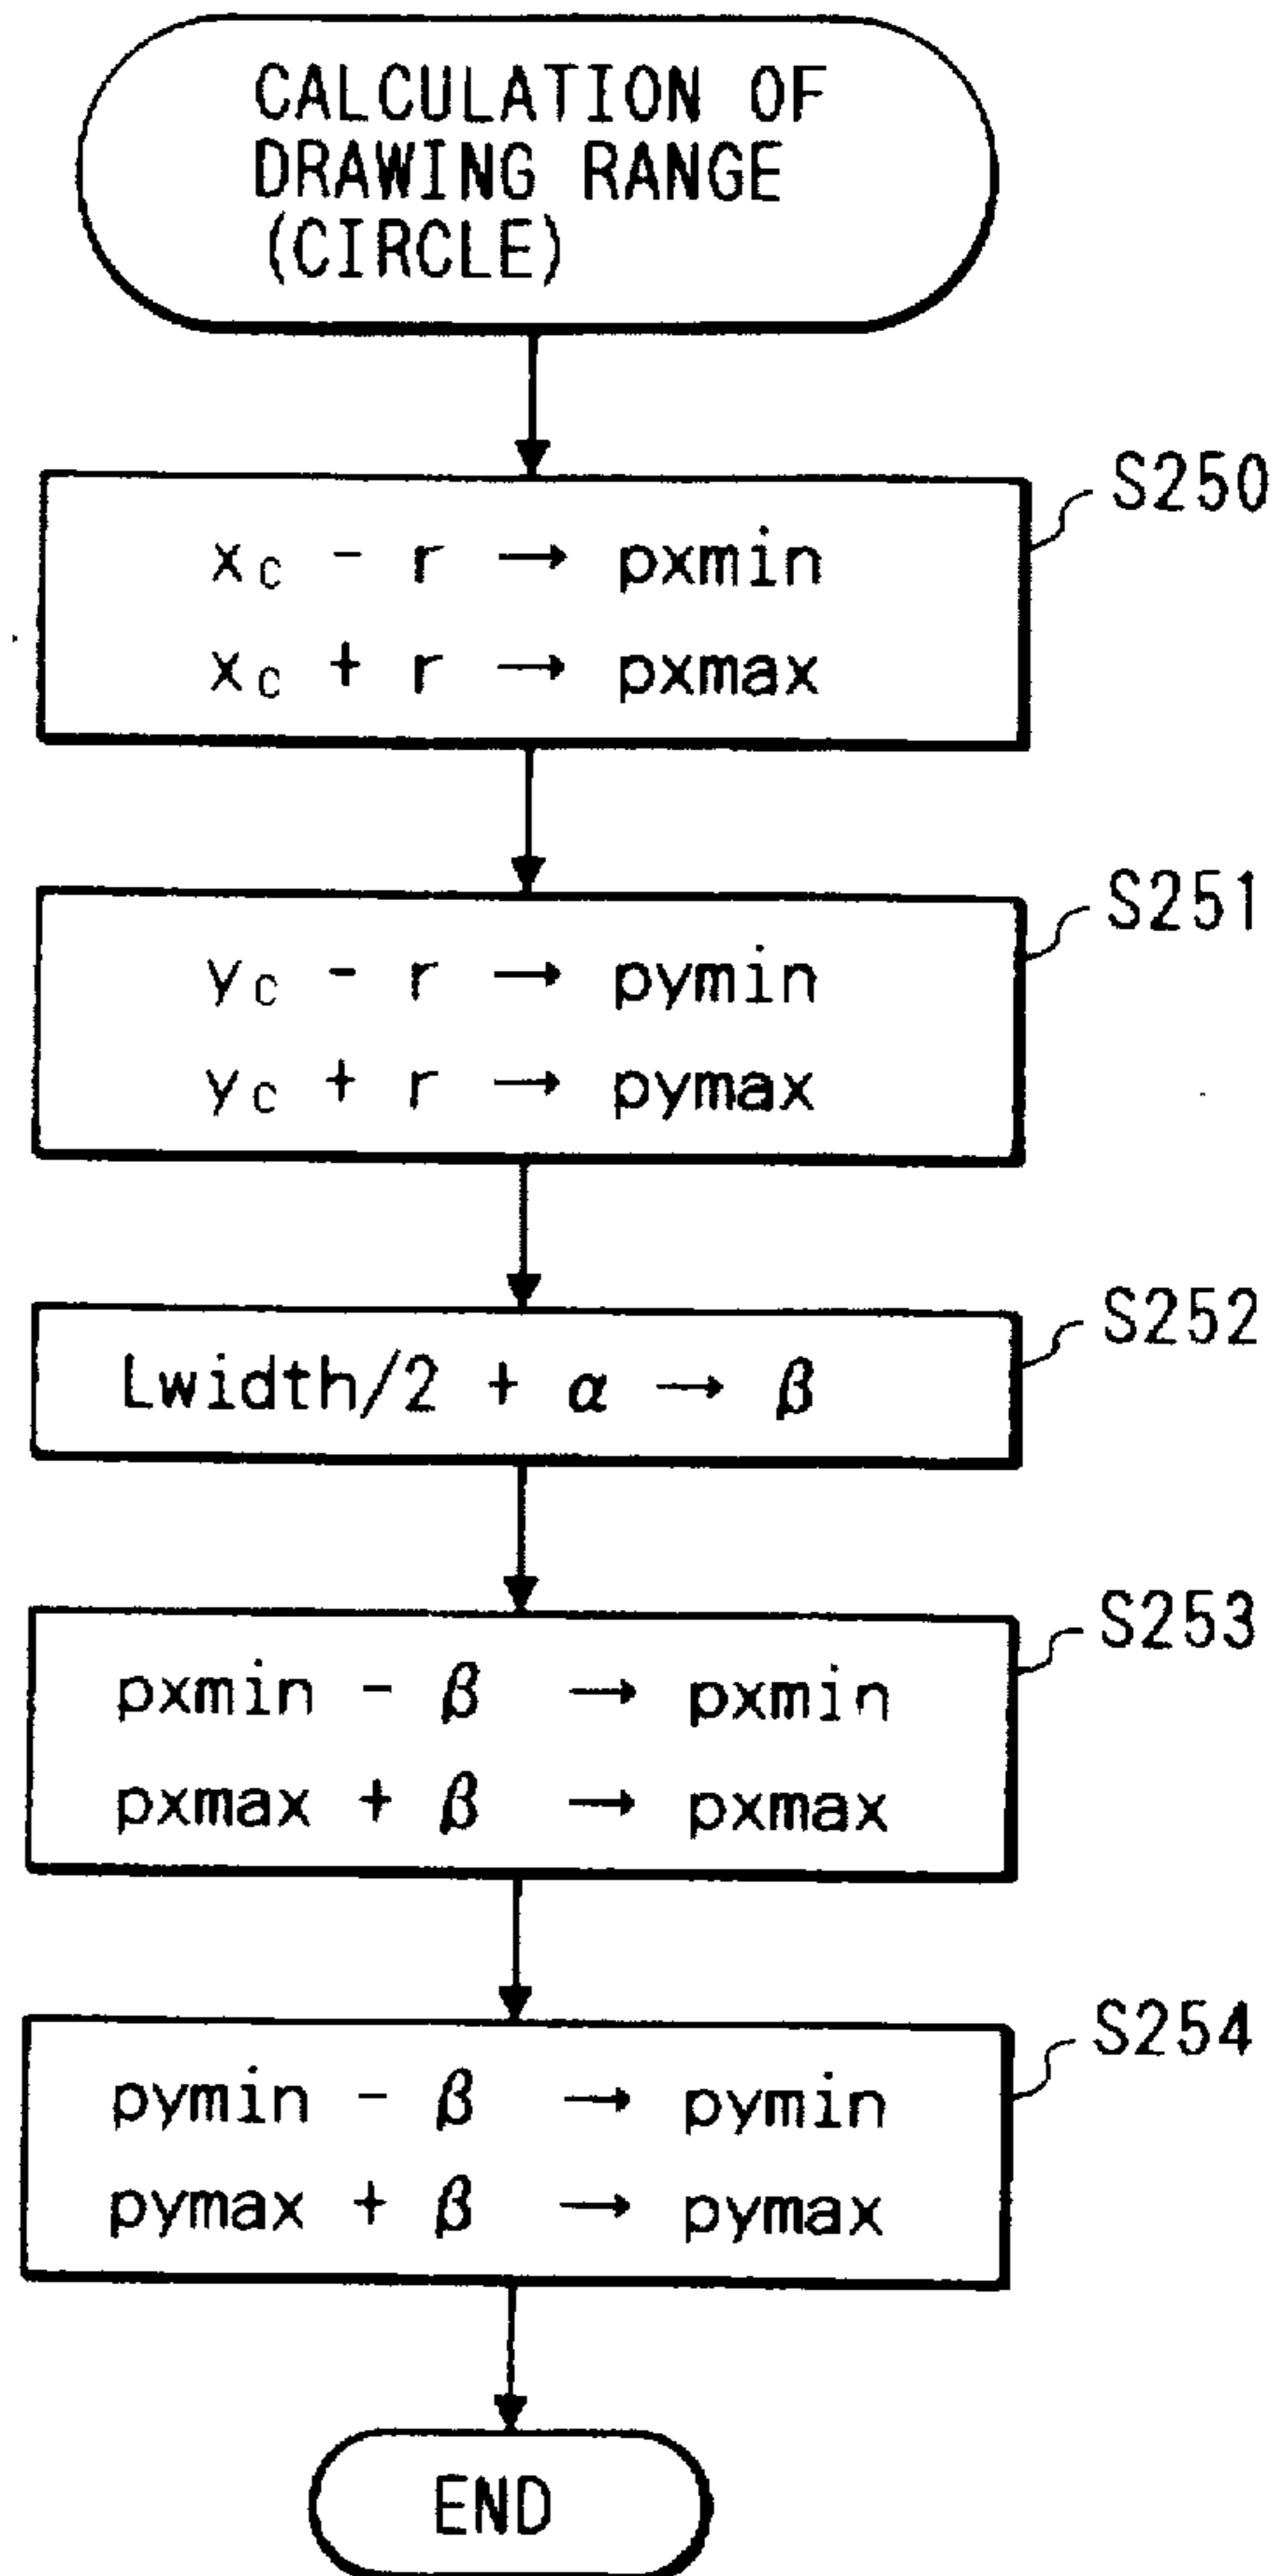 CALCULATION OF
DRAWING RANGE
(CIRCLE)
S250
xc - r → pxmin
xc + r → pxmax
S251
yc - r → pymin
yc + r → pymax
S252
Lwidth/2 + α → β
S253
pxmin - β → pxmin
pxmax + β → pxmax
S254
pymin - β → pymin
pymax + β → pymax
END